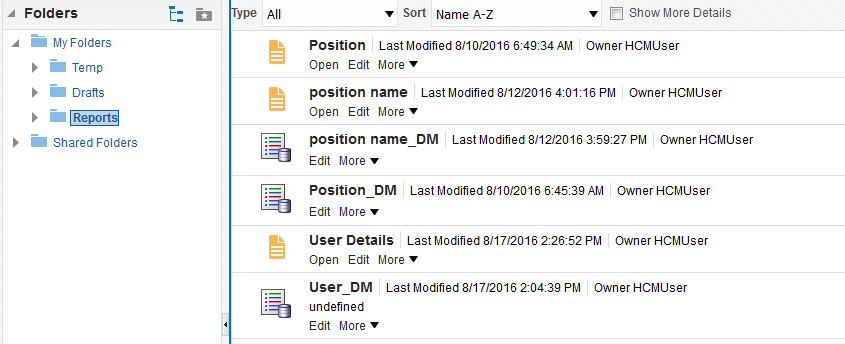 Folders
My Folders
Temp
Drafts
Reports
Shared Folders
Type All Sort Name A-Z Show More Details
Position Last Modified 8/10/2016 6:49:34 AM Owner HCMUser
Open Edit More
position name Last Modified 8/12/2016 4:01:16 PM Owner HCMUser
Open Edit More
position name_DM Last Modified 8/12/2016 3:59:27 PM Owner HCMUser
Edit More
Position_DM Last Modified 8/10/2016 6:45:39 AM Owner HCMUser
Edit More
User Details Last Modified 8/17/2016 2:26:52 PM Owner HCMUser
Open Edit More
User_DM Last Modified 8/17/2016 2:04:39 PM Owner HCMUser
undefined
Edit More